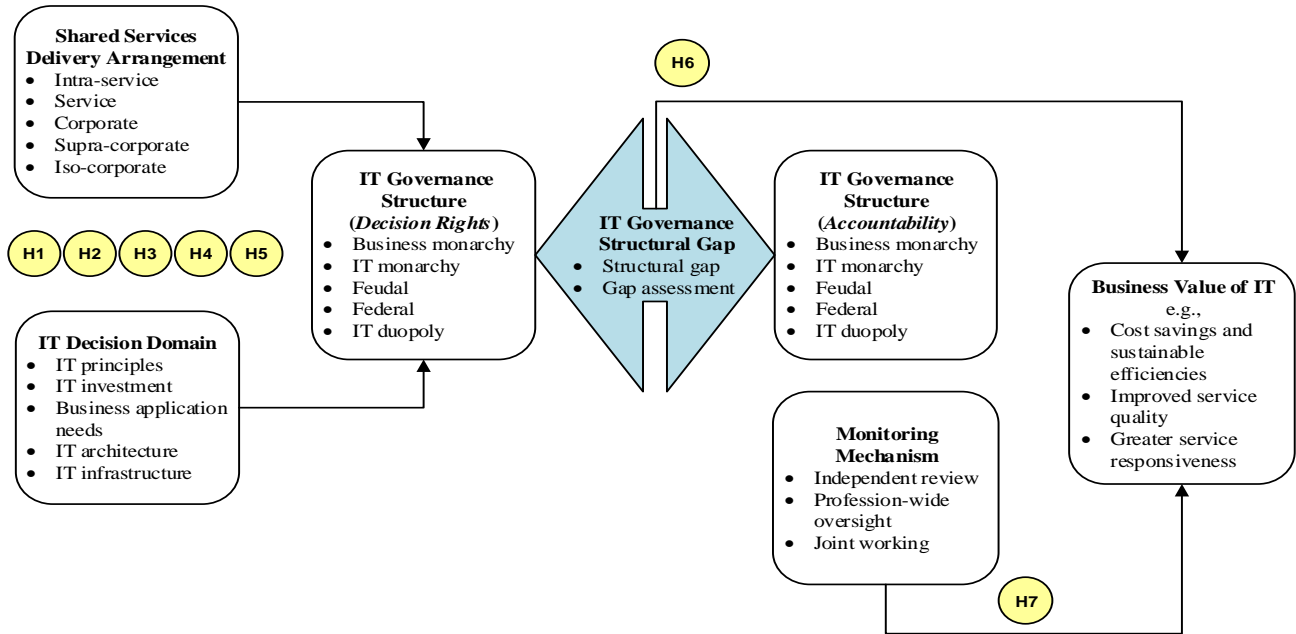 Shared Services
Delivery Arrangement
• Intra-service
• Service
• Corporate
• Supra-corporate
• Iso-corporate
H1 H2 H3 H4 H5
IT Decision Domain
• IT principles
• IT investment
• Business application
needs
• IT architecture
• IT infrastructure
IT Governance
Structure
(Decision Rights)
• Business monarchy
• IT monarchy
• Feudal
• Federal
• IT duopoly
H6
IT Governance
Structural Gap
• Structural gap
• Gap assessment
IT Governance
Structure
(Accountability)
• Business monarchy
• IT monarchy
• Feudal
• Federal
• IT duopoly
Monitoring
Mechanism
• Independent review
• Profession-wide
oversight
• Joint working
H7
Business Value of IT
e.g.,
• Cost savings and
sustainable
efficiencies
• Improved service
quality
• Greater service
responsiveness